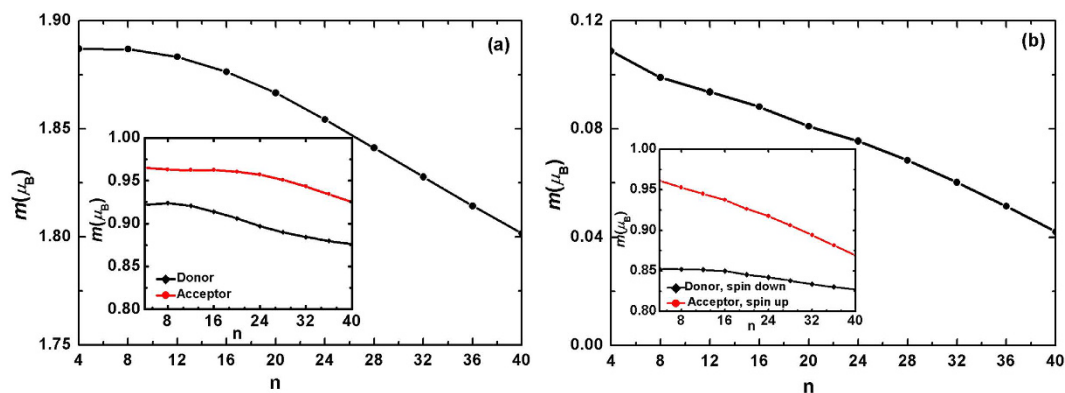 (a)
1.90
1.85
1.80
1.75
m(μB)
4 8 12 16 20 24 28 32 36 40
n
1.00
0.95
0.90
0.85
0.80
m(μB)
Donor
Acceptor
8 16 24 32 40
n
(b)
0.12
0.08
0.04
0.00
m(μB)
4 8 12 16 20 24 28 32 36 40
n
1.00
0.95
0.90
0.85
0.80
m(μB)
Donor, spin down
Acceptor, spin up
8 16 24 32 40
n